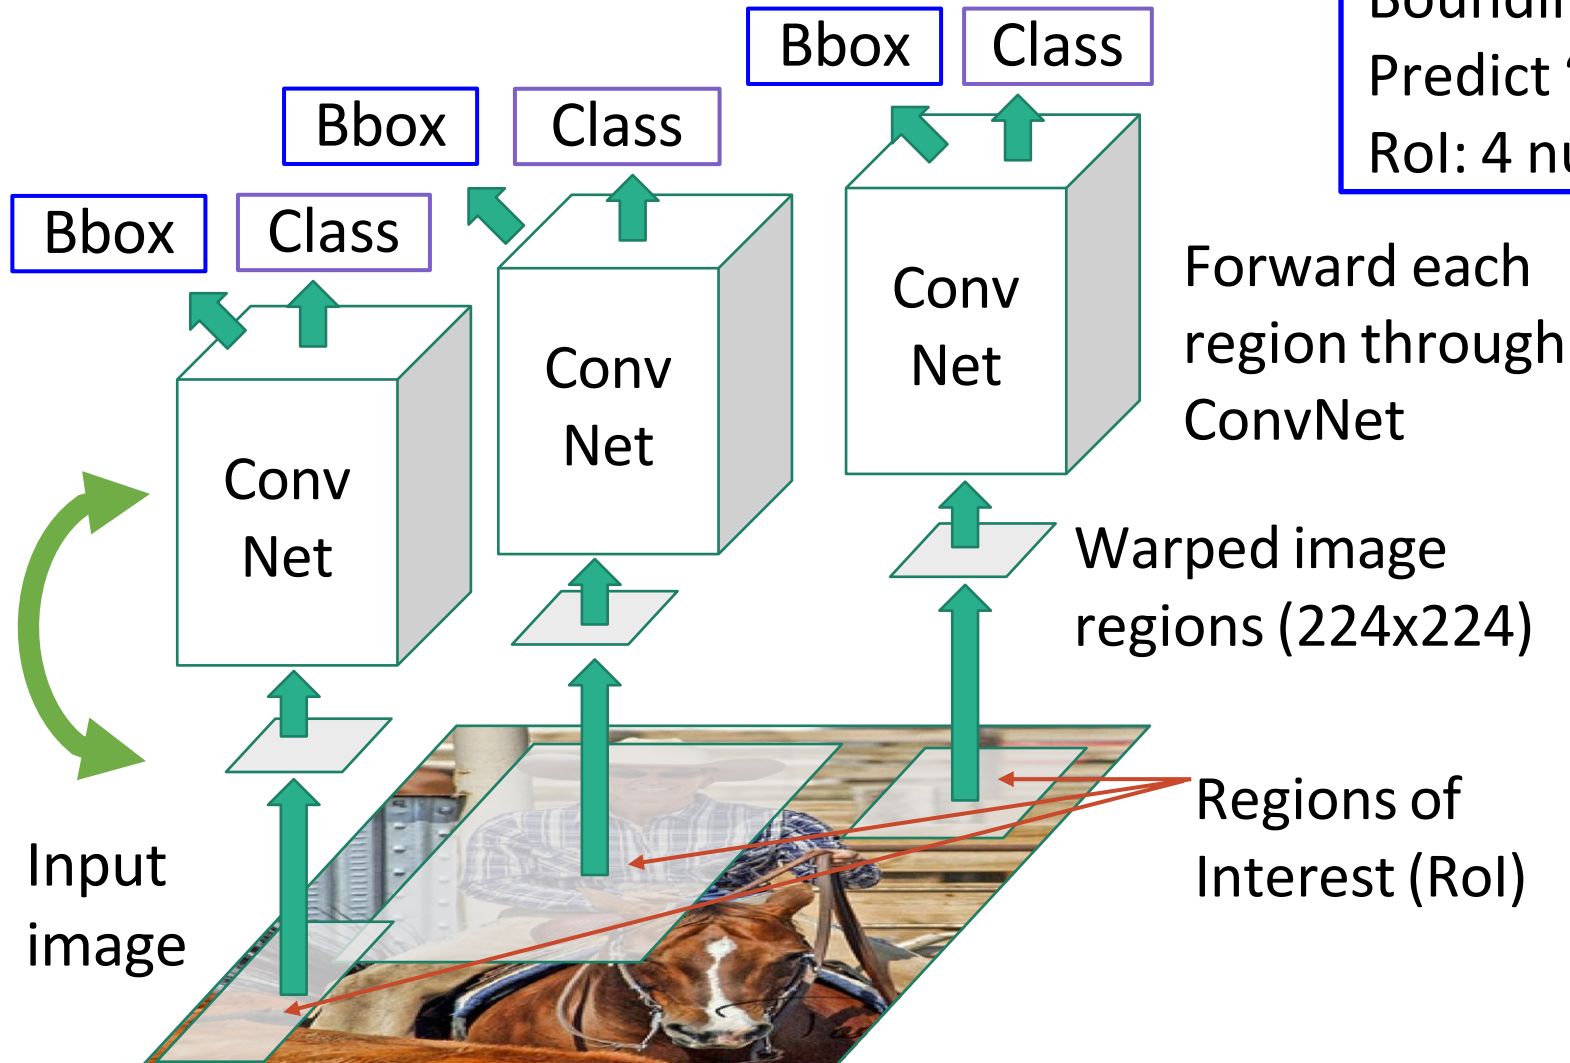 Bbox
Class
Predict
RoI: 4
Bbox
Class
Bbox
Class
Forward each
region through
ConvNet
Conv
Net
Conv
Net
Conv
Net
Warped image
regions (224x224)
Regions of
Interest (RoI)
Input
image